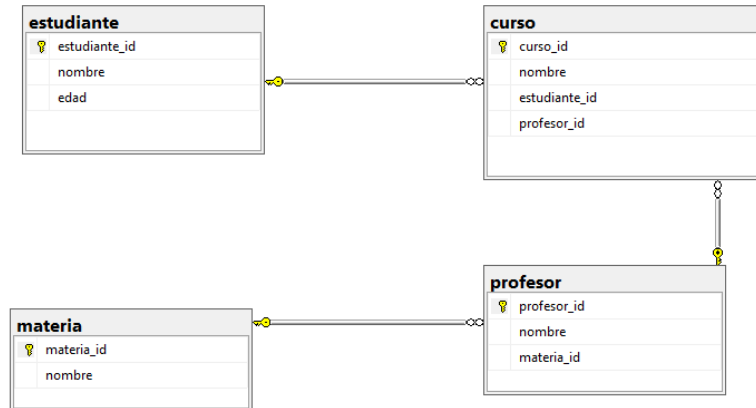 estudiante
estudiante_id
nombre
edad
curso
curso_id
nombre
estudiante_id
profesor_id
profesor
profesor_id
nombre
materia_id
materia
materia_id
nombre